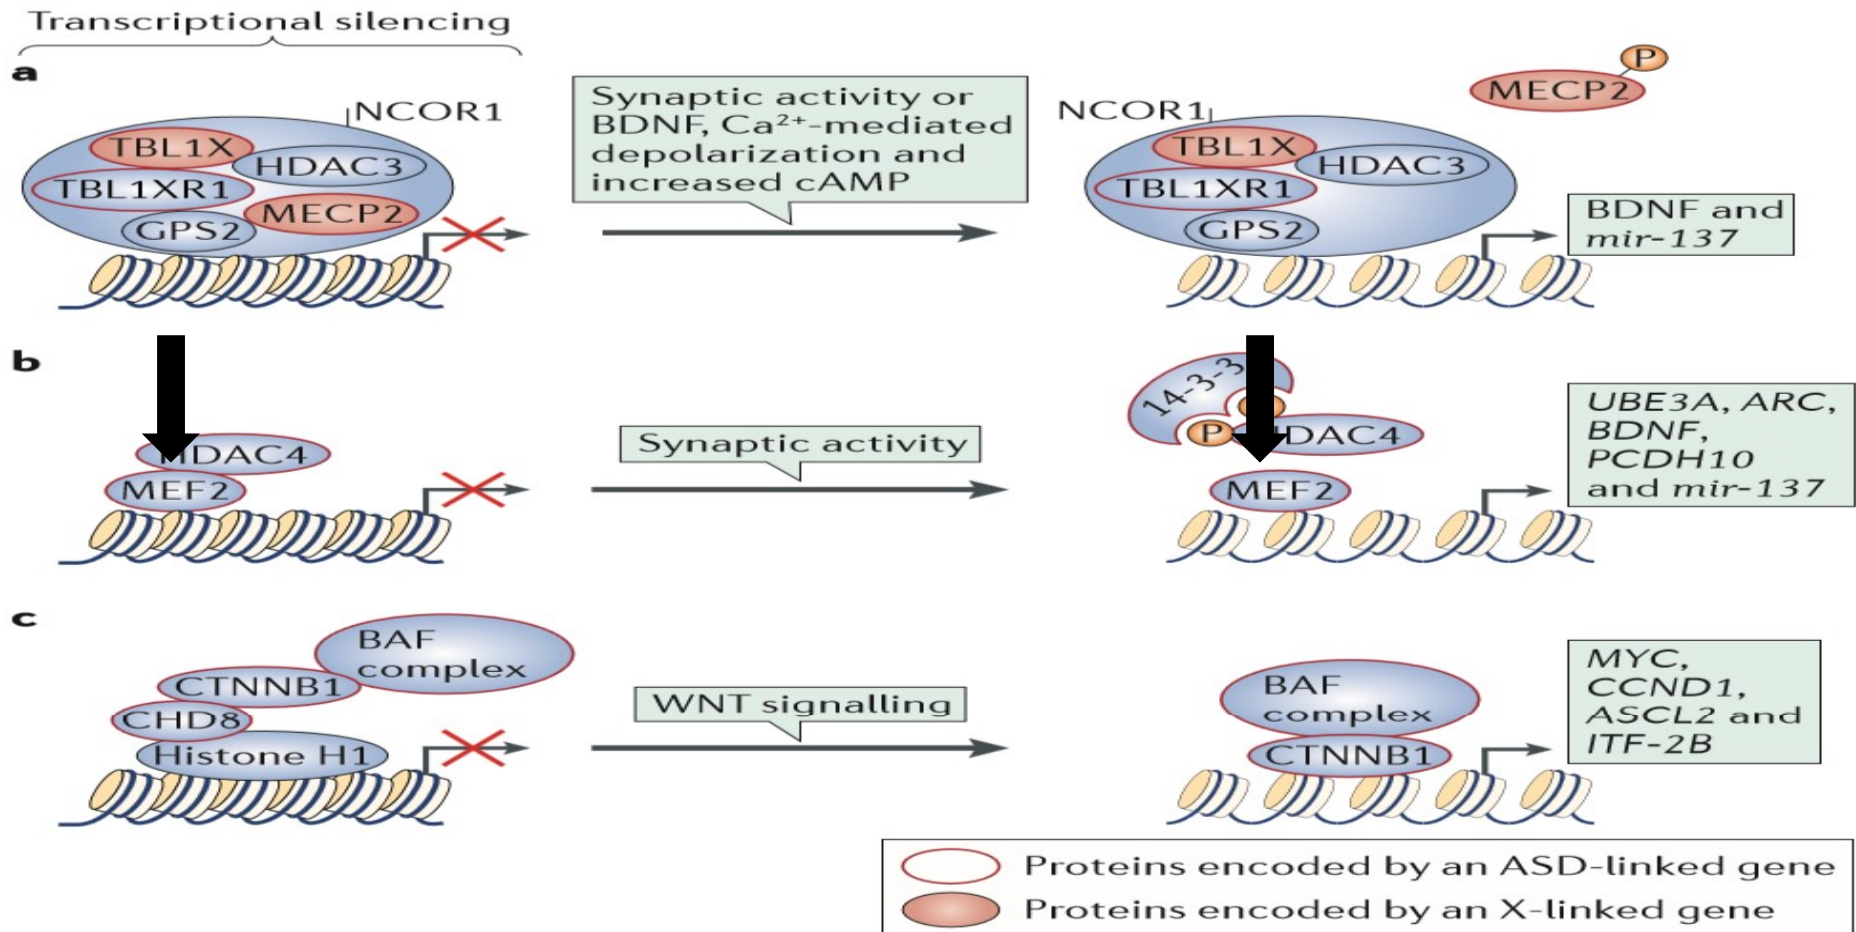 Transcriptional silencing
a
NCOR1
TBL1X
HDAC3
TBL1XR1
MECP2
GPS2
Synaptic activity or
BDNF, Ca²⁺-mediated
depolarization and
increased cAMP
NCOR1
TBL1X
HDAC3
TBL1XR1
GPS2
P
MECP2
BDNF and
mir-137
b
HDAC4
MEF2
Synaptic activity
14-3-3
P
HDAC4
MEF2
UBE3A, ARC,
BDNF,
PCDH10
and mir-137
c
BAF
complex
CTNNB1
CHD8
Histone H1
WNT signalling
BAF
complex
CTNNB1
MYC,
CCND1,
ASCL2 and
ITF-2B
Proteins encoded by an ASD-linked gene
Proteins encoded by an X-linked gene